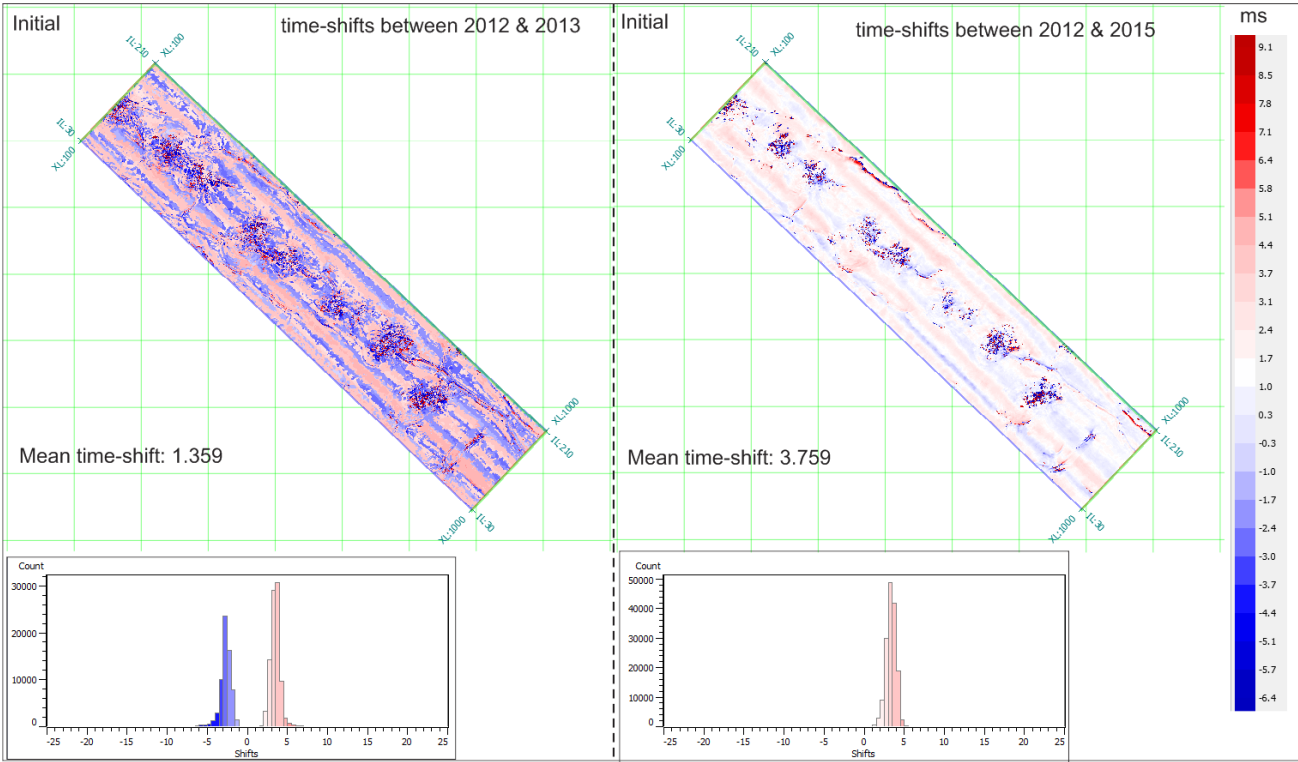 Initial
time-shifts between 2012 & 2013
IL:210
XL:100
IL:30
XL:100
XL:1000
IL:210
XL:1000
IL:30
Mean time-shift: 1.359
Count
30000
20000
10000
0
-25 -20 -15 -10 -5 0 5 10 15 20 25
Shifts
Initial
time-shifts between 2012 & 2015
IL:210
XL:100
IL:30
XL:100
XL:1000
IL:210
XL:1000
IL:30
Mean time-shift: 3.759
Count
50000
40000
30000
20000
10000
0
-25 -20 -15 -10 -5 0 5 10 15 20 25
Shifts
ms
9.1
8.5
7.8
7.1
6.4
5.8
5.1
4.4
3.7
3.1
2.4
1.7
1.0
0.3
-0.3
-1.0
-1.7
-2.4
-3.0
-3.7
-4.4
-5.1
-5.7
-6.4